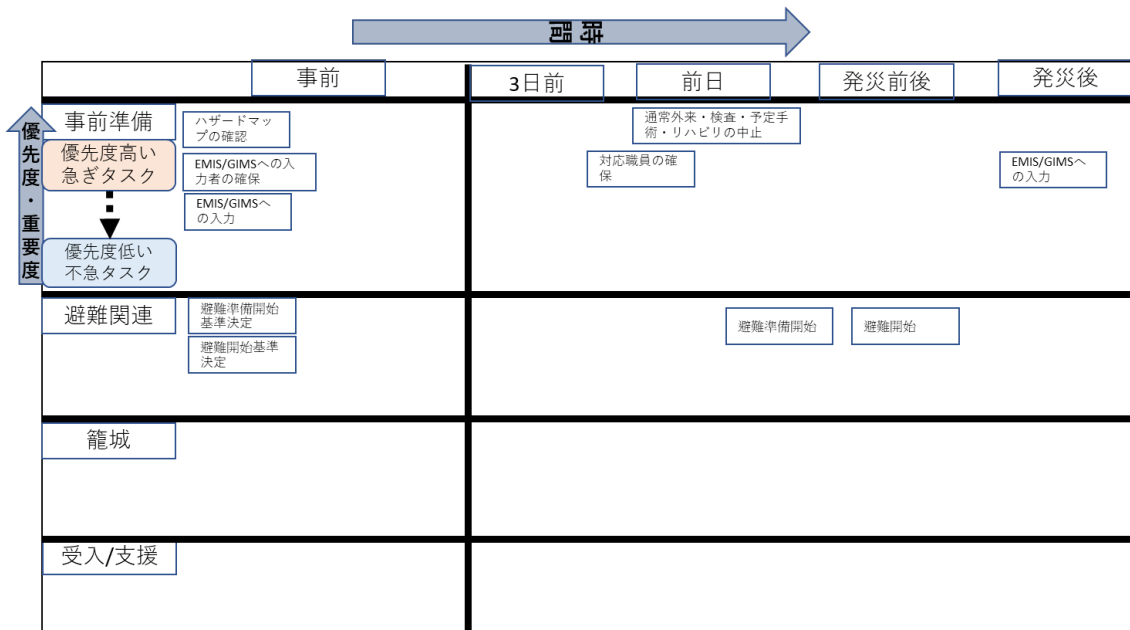 時間
事前
3日前
前日
発災前後
発災後
優先度・重要度
事前準備
優先度高い
急ぎタスク
優先度低い
不急タスク
ハザードマッ
プの確認
EMIS/GIMSへの入
力者の確保
EMIS/GIMSへ
の入力
通常外来・検査・予定手
術・リハビリの中止
対応職員の確
保
EMIS/GIMSへ
の入力
避難関連
避難準備開始
基準決定
避難開始基準
決定
避難準備開始
避難開始
籠城
受入/支援